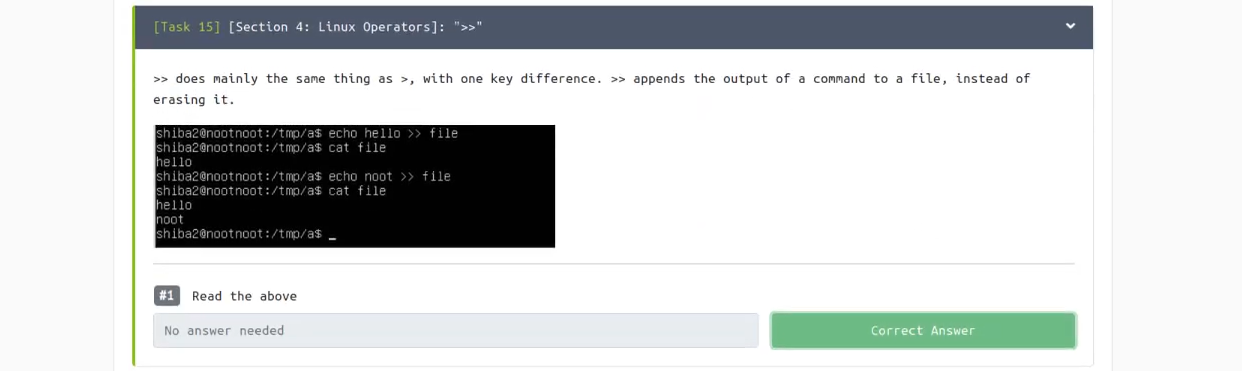 [Task 15] [Section 4: Linux Operators]: ">>"
>> does mainly the same thing as >, with one key difference. >> appends the output of a command to a file, instead of
erasing it.
shiba2@nootnoot:/tmp/a$ echo hello >> file
shiba2@nootnoot:/tmp/a$ cat file
hello
shiba2@nootnoot:/tmp/a$ echo noot >> file
shiba2@nootnoot:/tmp/a$ cat file
hello
noot
shiba2@nootnoot:/tmp/a$ _
#1 Read the above
No answer needed
Correct Answer